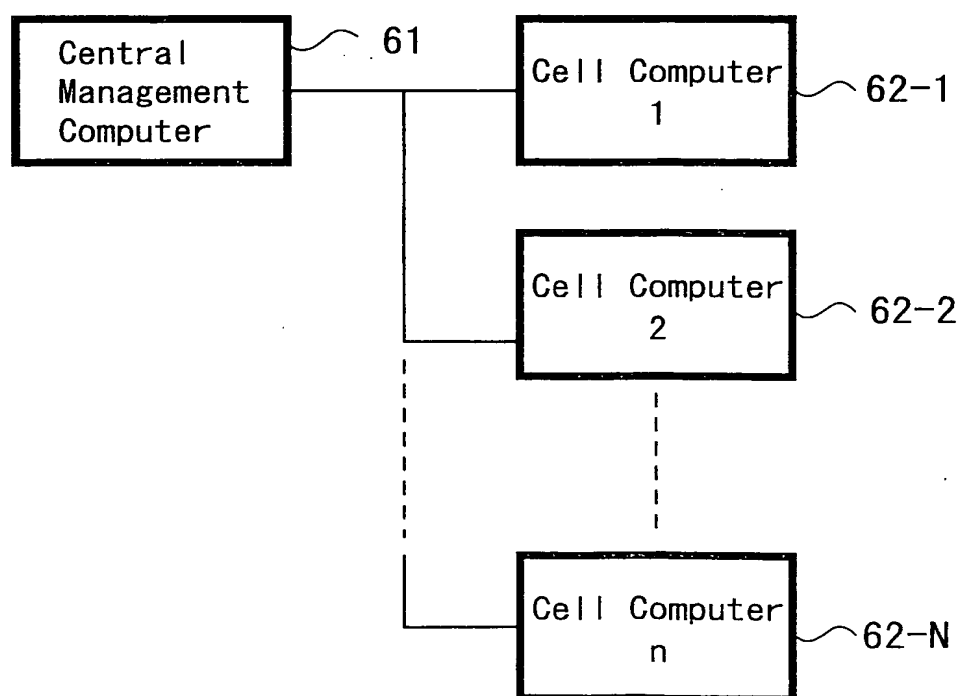 Central
Management
Computer
61
Cell Computer
1
62-1
Cell Computer
2
62-2
Cell Computer
n
62-N